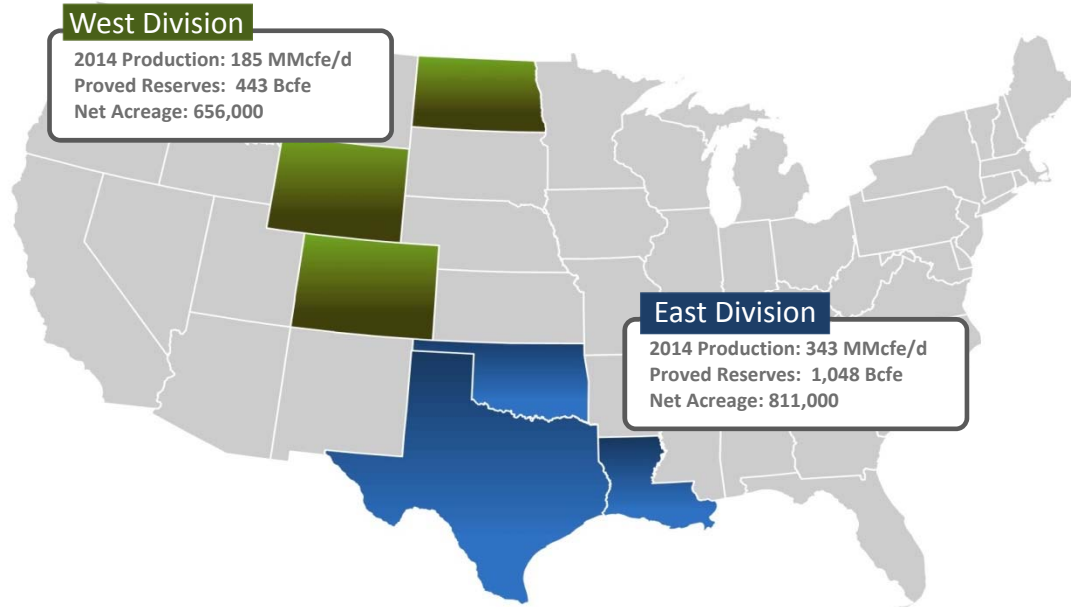 West Division
2014 Production: 185 MMcfe/d
Proved Reserves:  443 Bcfe
Net Acreage: 656,000
East Division
2014 Production: 343 MMcfe/d
Proved Reserves:  1,048 Bcfe
Net Acreage: 811,000